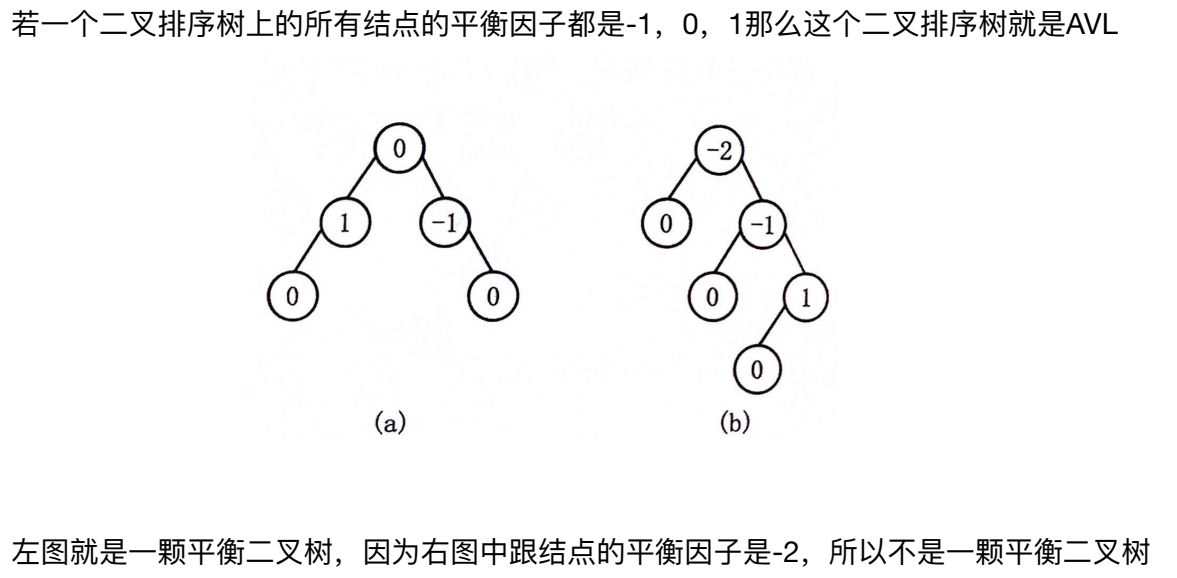 若一个二叉排序树上的所有结点的平衡因子都是-1，0，1那么这个二叉排序树就是AVL
0 -2
1 -1 0 -1
0 0 0 1
0
(a) (b)
左图就是一颗平衡二叉树，因为右图中跟结点的平衡因子是-2，所以不是一颗平衡二叉树